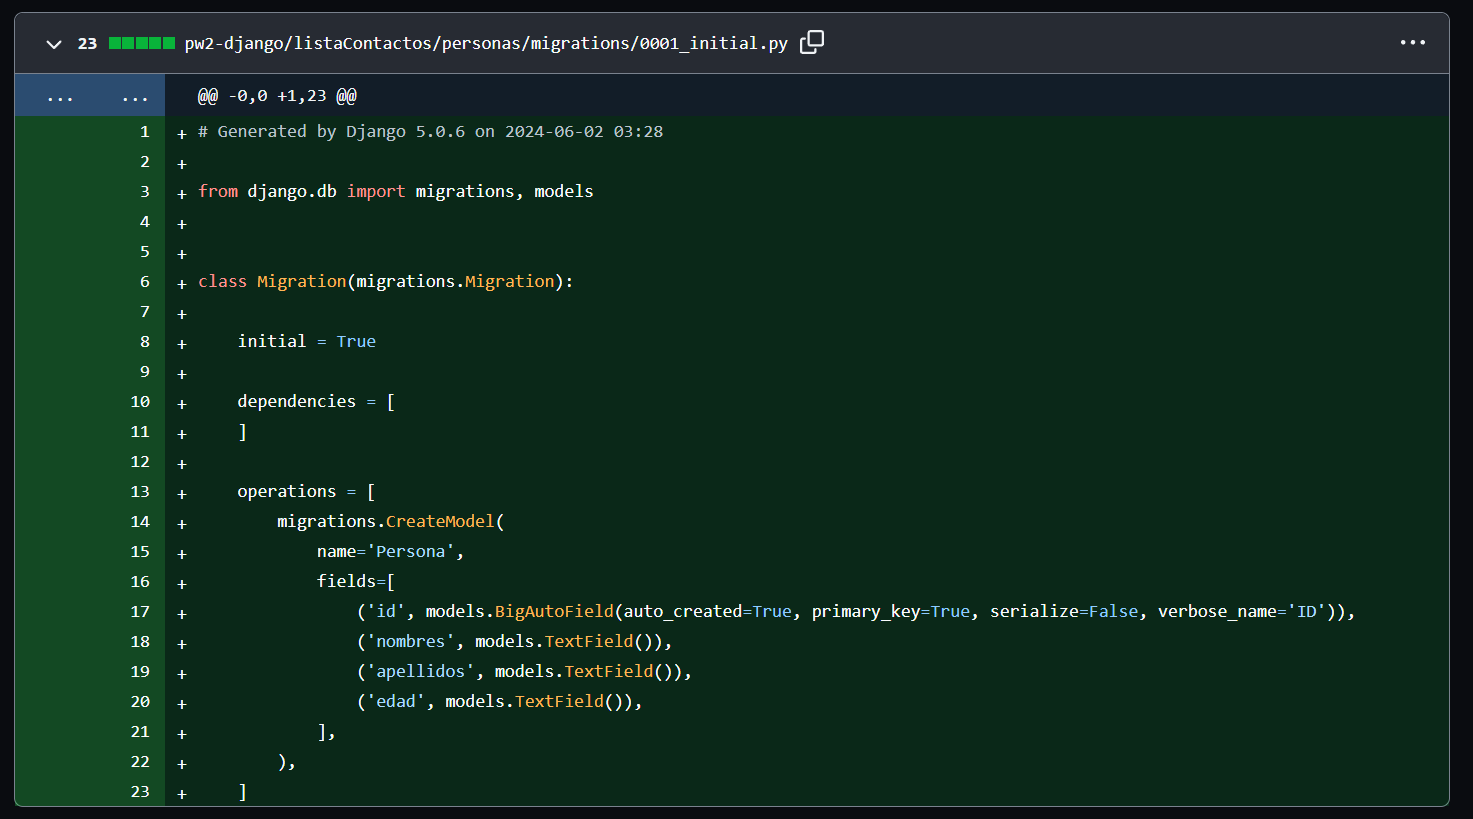 23 pw2-django/listaContactos/personas/migrations/0001_initial.py ...
... ... @@ -0,0 +1,23 @@
1 + # Generated by Django 5.0.6 on 2024-06-02 03:28
2 +
3 + from django.db import migrations, models
4 +
5 +
6 + class Migration(migrations.Migration):
7 +
8 +     initial = True
9 +
10 +     dependencies = [
11 +     ]
12 +
13 +     operations = [
14 +         migrations.CreateModel(
15 +             name='Persona',
16 +             fields=[
17 +                 ('id', models.BigAutoField(auto_created=True, primary_key=True, serialize=False, verbose_name='ID')),
18 +                 ('nombres', models.TextField()),
19 +                 ('apellidos', models.TextField()),
20 +                 ('edad', models.TextField()),
21 +             ],
22 +         ),
23 +     ]